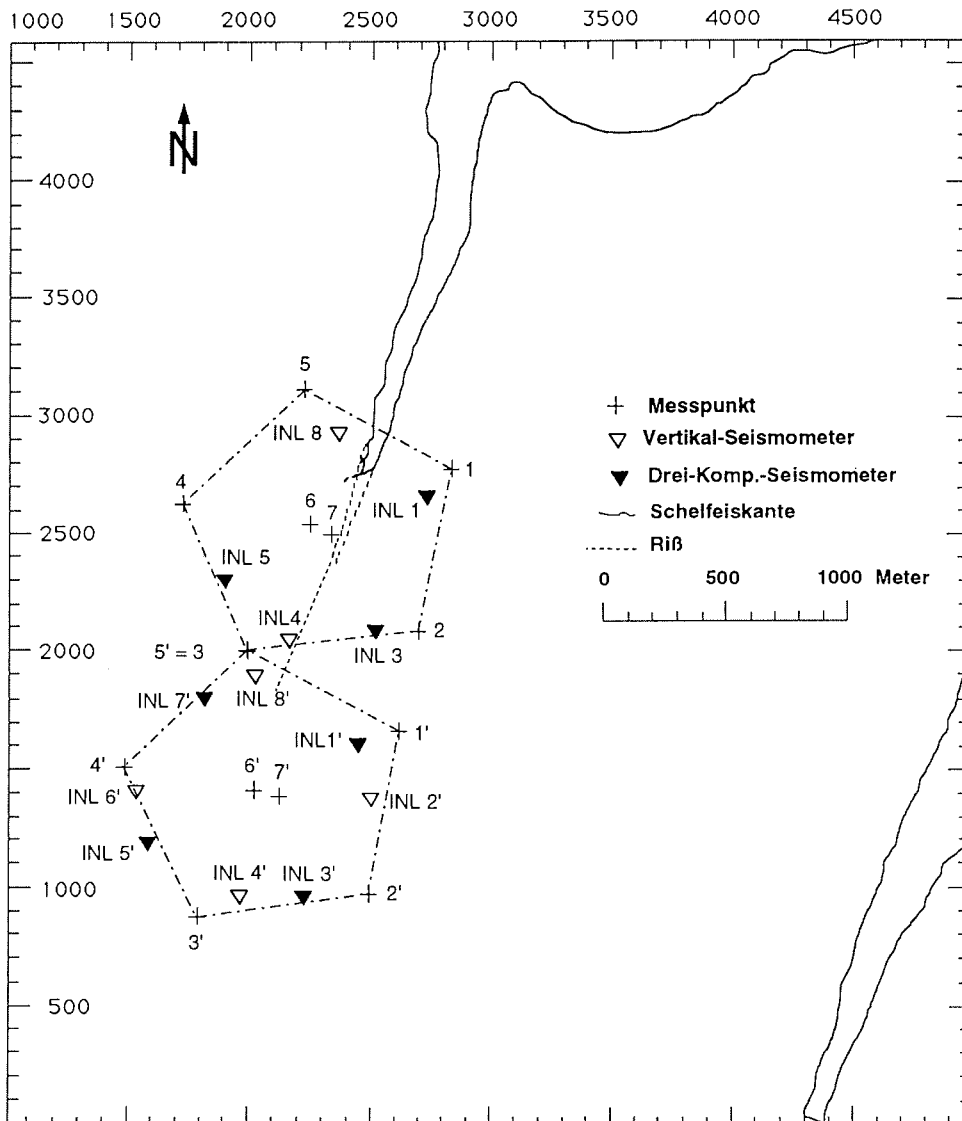 1000 1500 2000 2500 3000 3500 4000 4500
N
4000
3500
5
3000
INL 8
Messpunkt
Vertikal-Seismometer
4
1
Drei-Komp.-Seismometer
6
INL 1
2500
7
Schelfeiskante
Riß
INL 5
0 500 1000 Meter
INL4
2
2000
5' = 3
INL 3
INL 7'
INL 8'
1'
INL1'
4'
6'
7'
INL 6'
INL 2'
INL 5'
INL 4'
INL 3'
1000
2'
3'
500